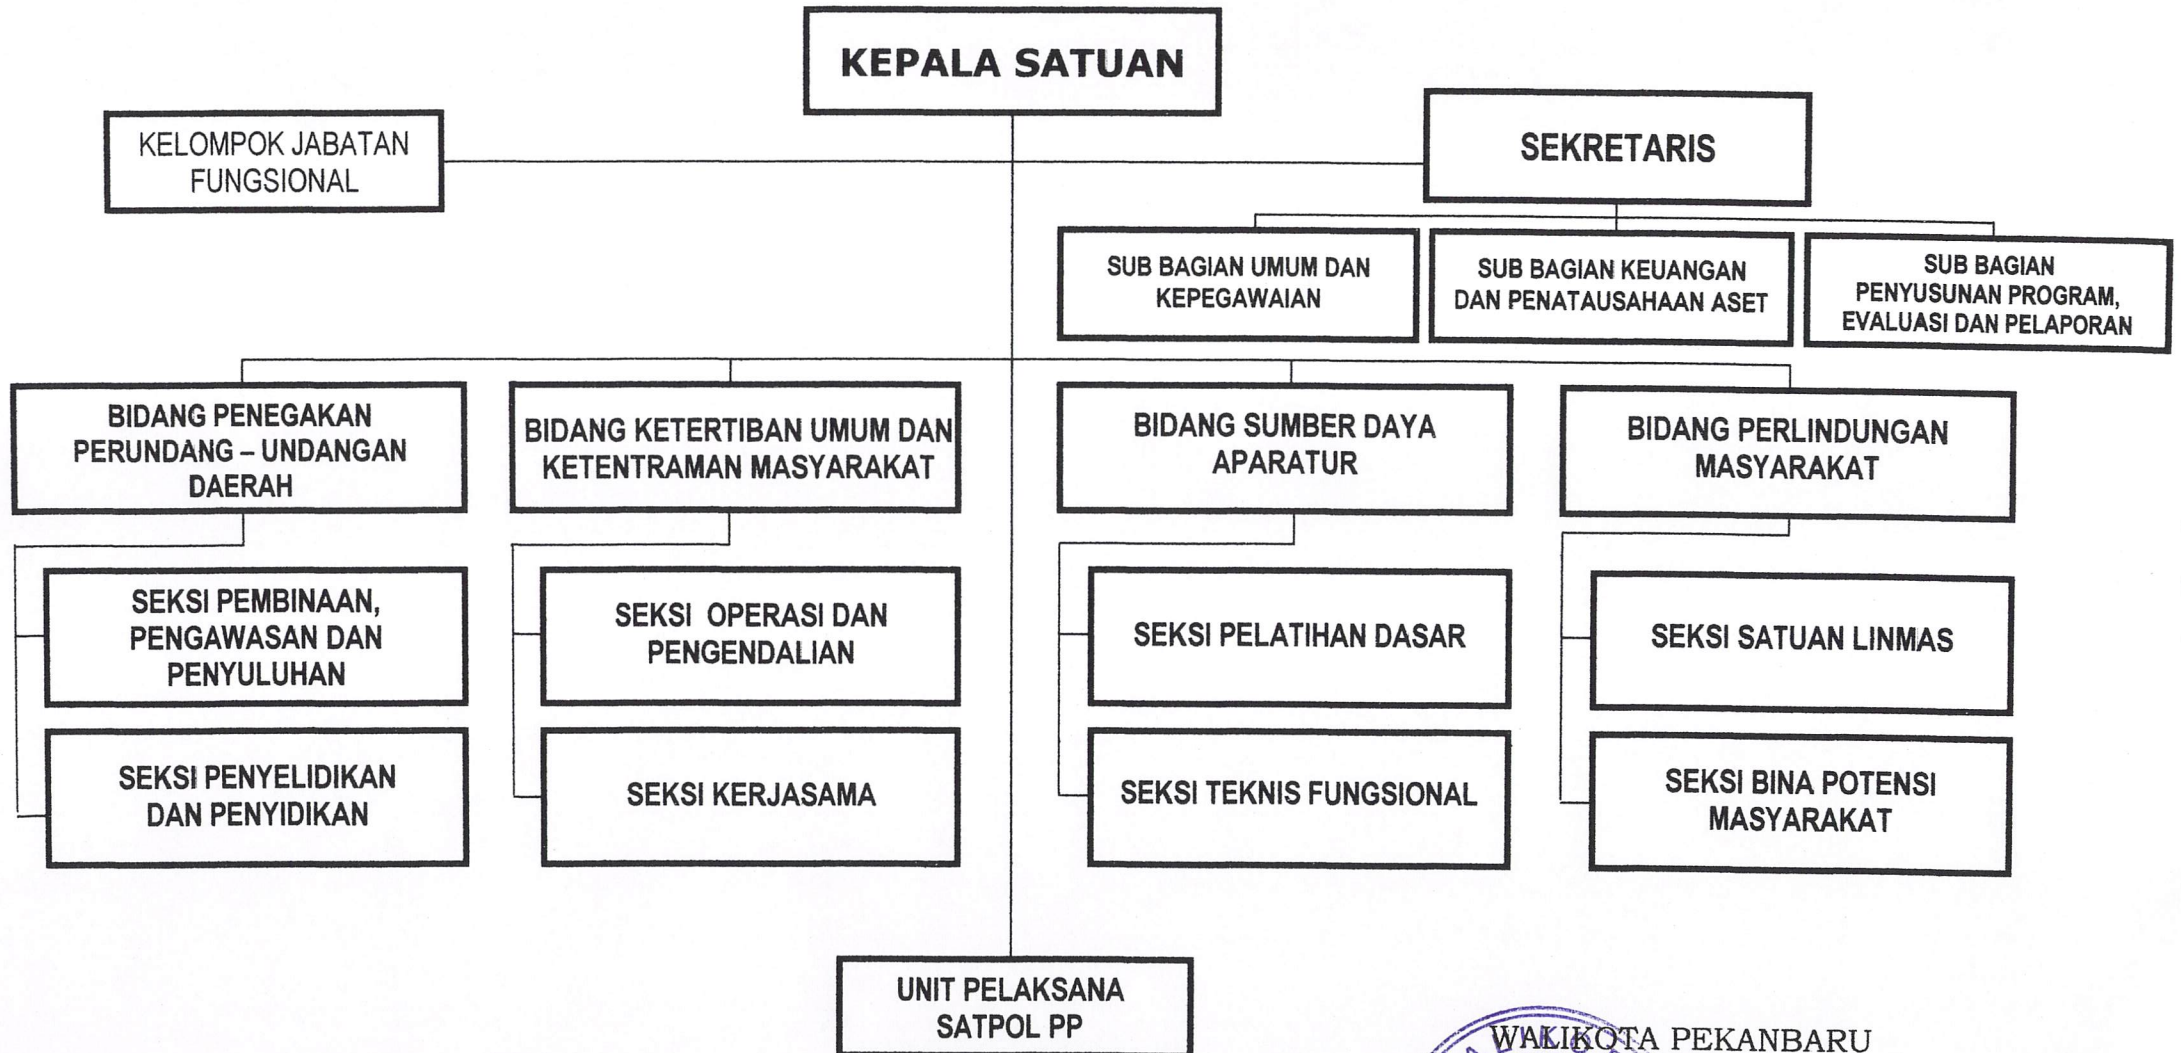 KEPALA SATUAN
KELOMPOK JABATAN
FUNGSIONAL
SEKRETARIS
SUB BAGIAN UMUM DAN
KEPEGAWAIAN
SUB BAGIAN KEUANGAN
DAN PENATAUSAHAAN ASET
SUB BAGIAN
PENYUSUNAN PROGRAM,
EVALUASI DAN PELAPORAN
BIDANG PENEGAKAN
PERUNDANG – UNDANGAN
DAERAH
BIDANG KETERTIBAN UMUM DAN
KETENTRAMAN MASYARAKAT
BIDANG SUMBER DAYA
APARATUR
BIDANG PERLINDUNGAN
MASYARAKAT
SEKSI PEMBINAAN,
PENGAWASAN DAN
PENYULUHAN
SEKSI OPERASI DAN
PENGENDALIAN
SEKSI PELATIHAN DASAR
SEKSI SATUAN LINMAS
SEKSI PENYELIDIKAN
DAN PENYIDIKAN
SEKSI KERJASAMA
SEKSI TEKNIS FUNGSIONAL
SEKSI BINA POTENSI
MASYARAKAT
UNIT PELAKSANA
SATPOL PP
WALIKOTA PEKANBARU